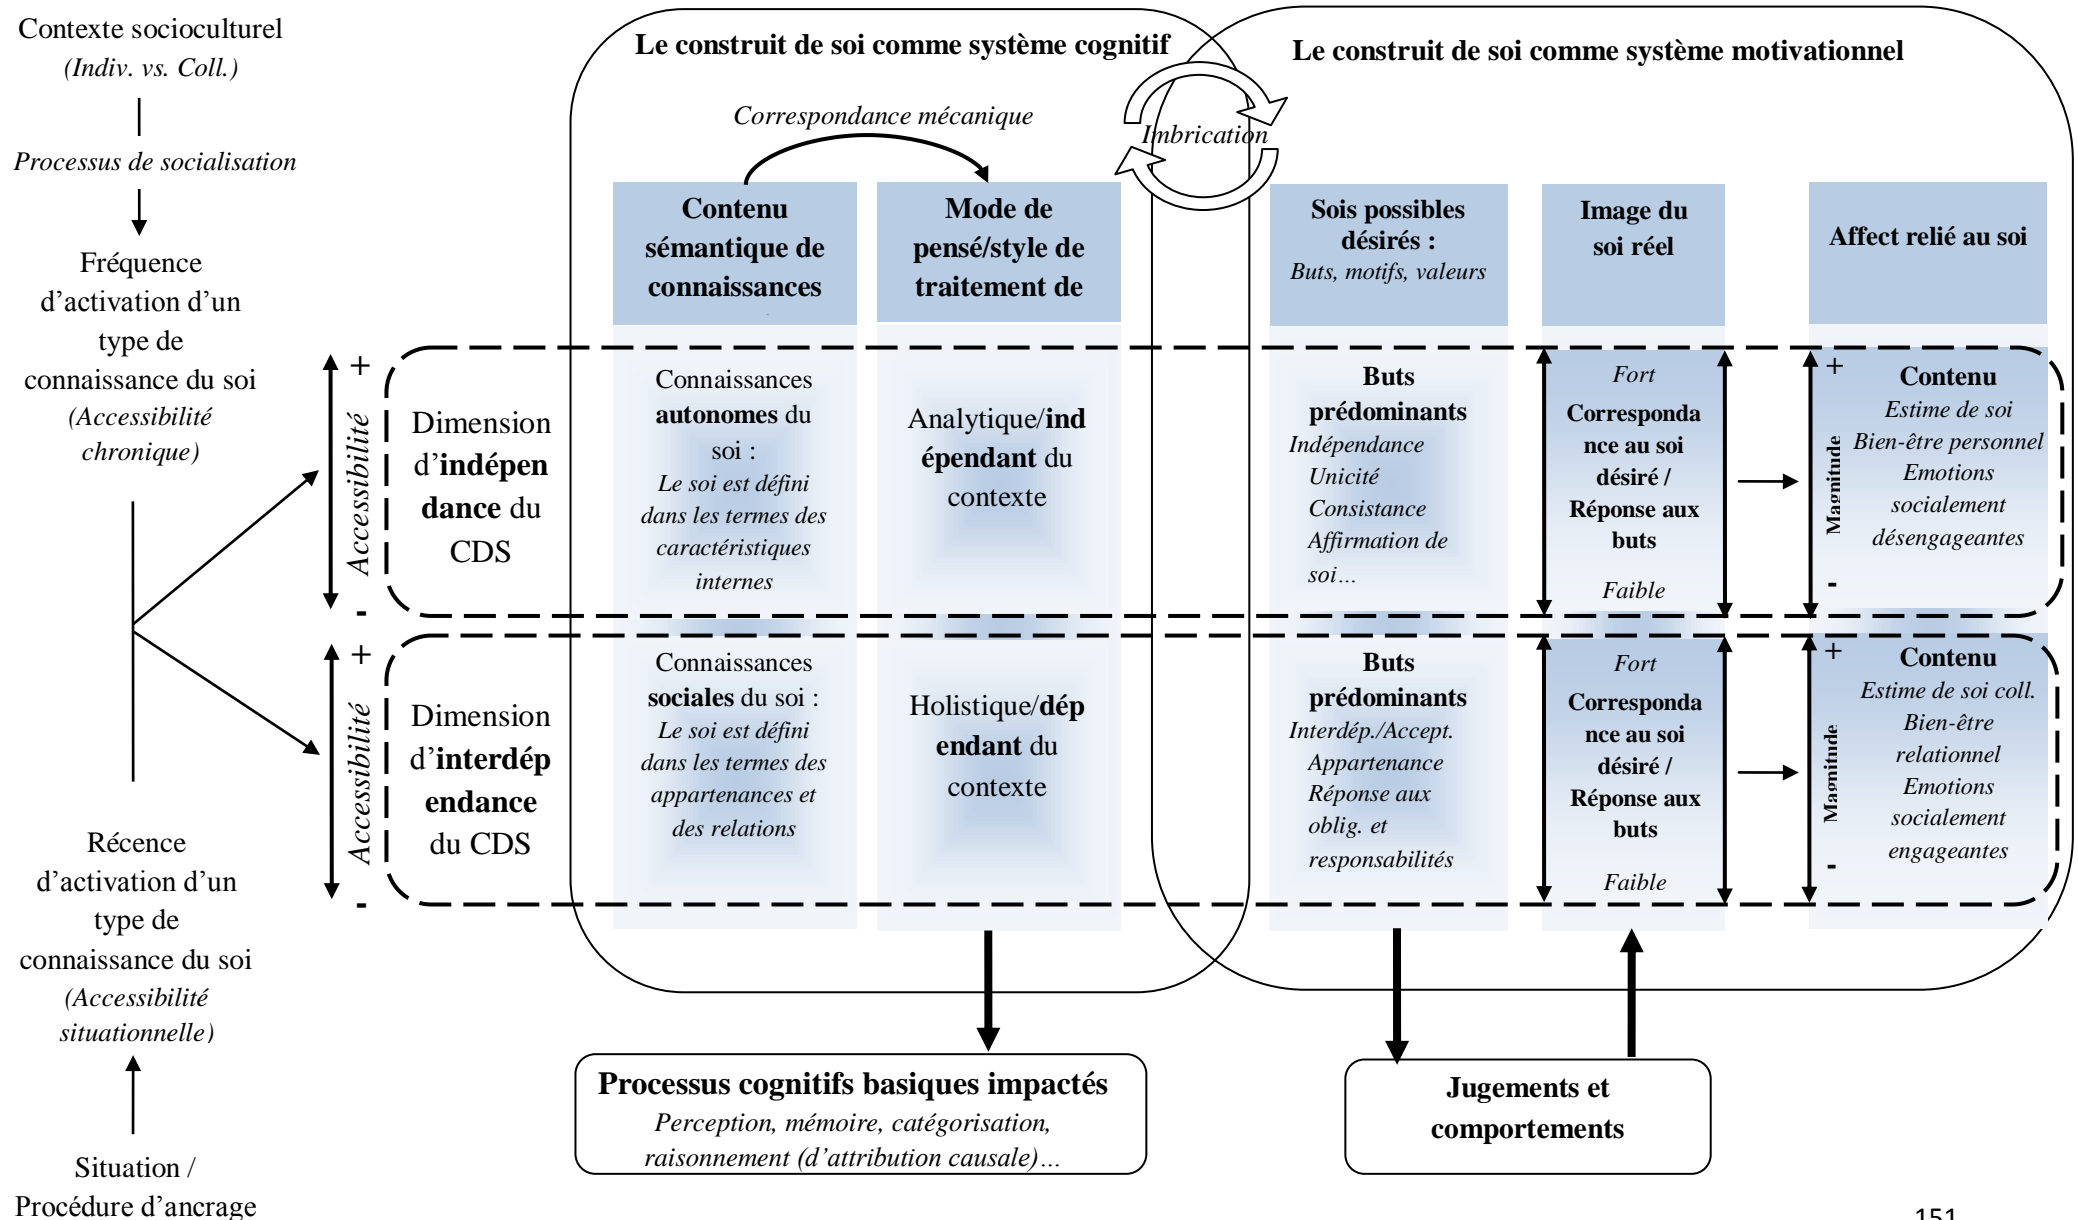 Contexte socioculturel
(Indiv. vs. Coll.)
Processus de socialisation
Fréquence
d’activation d’un
type de
connaissance du soi
(Accessibilité
chronique)
Récence
d’activation d’un
type de
connaissance du soi
(Accessibilité
situationnelle)
Situation /
Procédure d’ancrage
Le construit de soi comme système cognitif
Le construit de soi comme système motivationnel
Correspondance mécanique
Imbrication
Contenu
sémantique de
connaissances
Mode de
pensé/style de
traitement de
Sois possibles
désirés :
Buts, motifs, valeurs
Image du
soi réel
Affect relié au soi
+
Accessibilité
-
Dimension
d’indépen
dance du
CDS
Connaissances
autonomes du
soi :
Le soi est défini
dans les termes des
caractéristiques
internes
Analytique/ind
épendant du
contexte
Buts
prédominants
Indépendance
Unicité
Consistance
Affirmation de
soi…
Fort
Corresponda
nce au soi
désiré /
Réponse aux
buts
Faible
+
Magnitude
-
Contenu
Estime de soi
Bien-être personnel
Emotions
socialement
désengageantes
+
Accessibilité
-
Dimension
d’interdép
endance
du CDS
Connaissances
sociales du soi :
Le soi est défini
dans les termes des
appartenances et
des relations
Holistique/dép
endant du
contexte
Buts
prédominants
Interdép./Accept.
Appartenance
Réponse aux
oblig. et
responsabilités
Fort
Corresponda
nce au soi
désiré /
Réponse aux
buts
Faible
+
Magnitude
-
Contenu
Estime de soi coll.
Bien-être
relationnel
Emotions
socialement
engageantes
Processus cognitifs basiques impactés
Perception, mémoire, catégorisation,
raisonnement (d’attribution causale)…
Jugements et
comportements
151